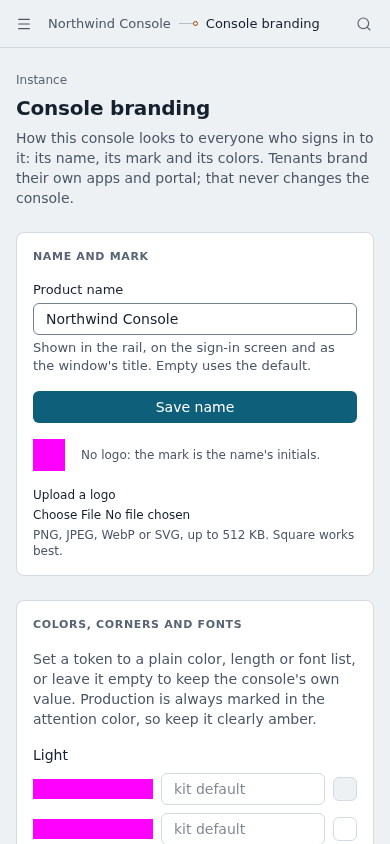 Northwind Console Console branding
Instance
Console branding
How this console looks to everyone who signs in to
it: its name, its mark and its colors. Tenants brand
their own apps and portal; that never changes the
console.
NAME AND MARK
Product name
Northwind Console
Shown in the rail, on the sign-in screen and as
the window's title. Empty uses the default.
Save name
No logo: the mark is the name's initials.
Upload a logo
Choose File No file chosen
PNG, JPEG, WebP or SVG, up to 512 KB. Square works
best.
COLORS, CORNERS AND FONTS
Set a token to a plain color, length or font list,
or leave it empty to keep the console's own
value. Production is always marked in the
attention color, so keep it clearly amber.
Light
kit default
kit default